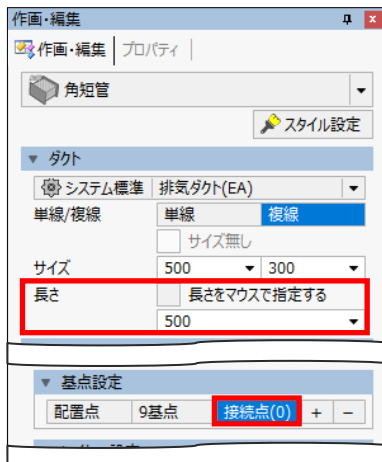 作画・編集
作画・編集 プロパティ
角短管
スタイル設定
ダクト
システム標準 排気ダクト(EA)
単線/複線 単線 複線
サイズ無し
サイズ 500 300
長さ 長さをマウスで指定する
500
基点設定
配置点 9基点 接続点(0) + −